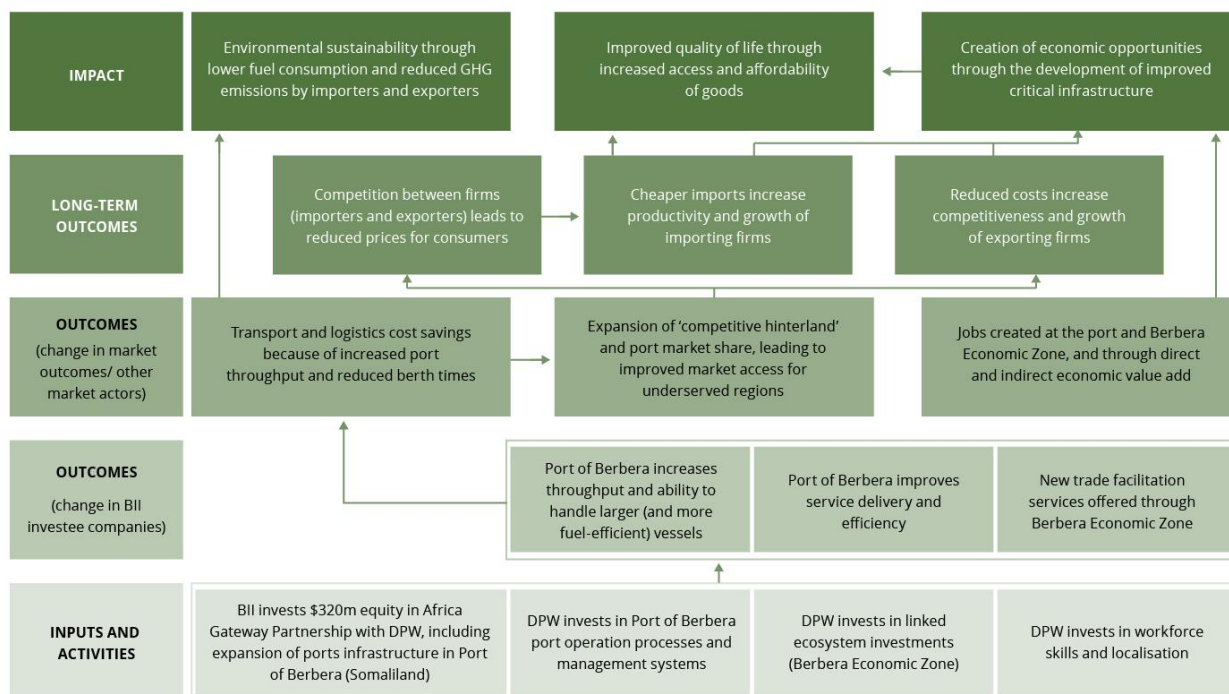 IMPACT
Environmental sustainability through
lower fuel consumption and reduced GHG
emissions by importers and exporters
Improved quality of life through
increased access and affordability
of goods
Creation of economic opportunities
through the development of improved
critical infrastructure
LONG-TERM
OUTCOMES
Competition between firms
(importers and exporters) leads to
reduced prices for consumers
Cheaper imports increase
productivity and growth of
importing firms
Reduced costs increase
competitiveness and growth
of exporting firms
OUTCOMES
(change in market
outcomes/ other
market actors)
Transport and logistics cost savings
because of increased port
throughput and reduced berth times
Expansion of ‘competitive hinterland’
and port market share, leading to
improved market access for
underserved regions
Jobs created at the port and Berbera
Economic Zone, and through direct
and indirect economic value add
OUTCOMES
(change in BII
investee companies)
Port of Berbera increases
throughput and ability to
handle larger (and more
fuel-efficient) vessels
Port of Berbera improves
service delivery and
efficiency
New trade facilitation
services offered through
Berbera Economic Zone
INPUTS AND
ACTIVITIES
BII invests $320m equity in Africa
Gateway Partnership with DPW, including
expansion of ports infrastructure in Port
of Berbera (Somaliland)
DPW invests in Port of Berbera
port operation processes and
management systems
DPW invests in linked
ecosystem investments
(Berbera Economic Zone)
DPW invests in workforce
skills and localisation